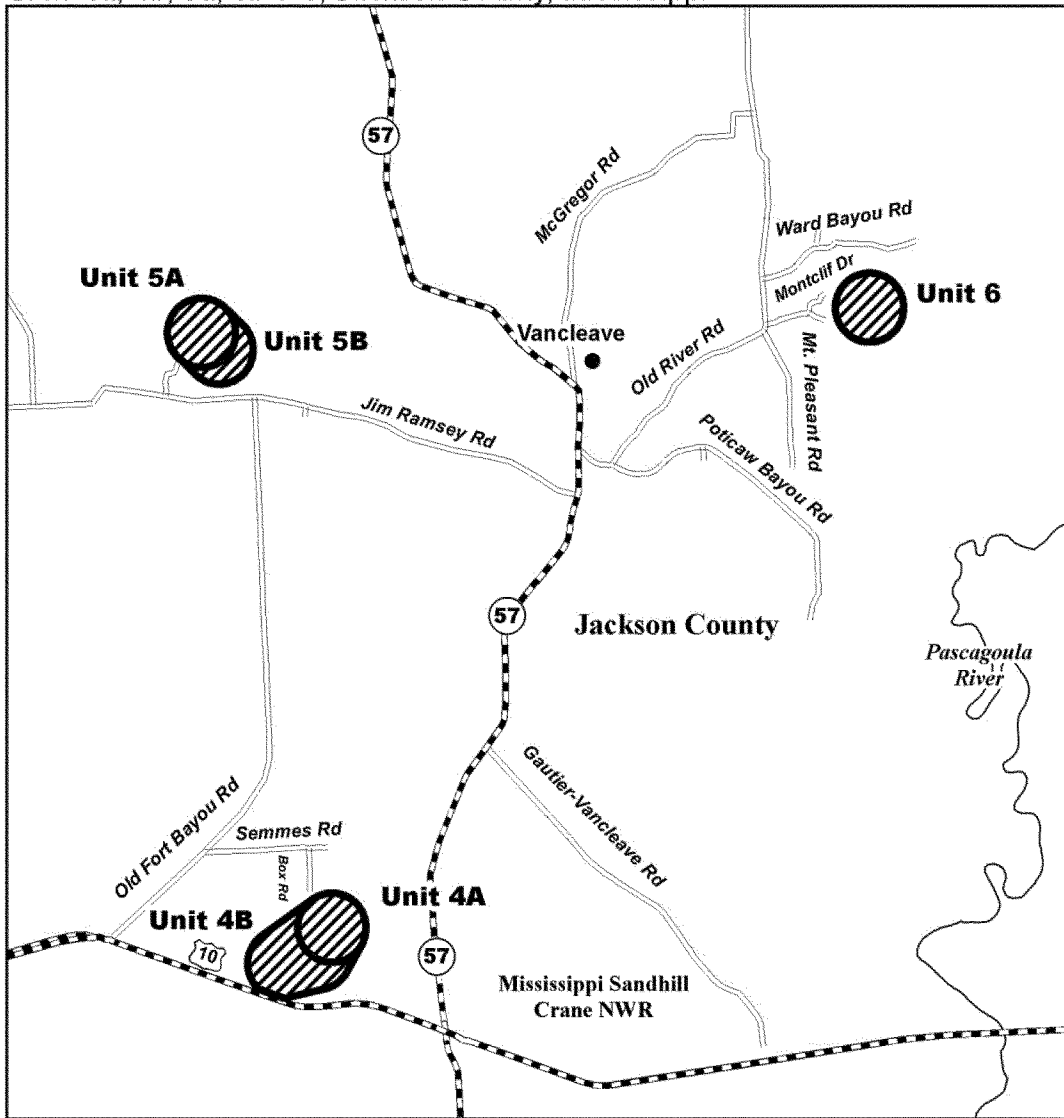 57
McGregor Rd
Ward Bayou Rd
Montclif Dr
Unit 5A
Unit 6
Unit 5B
Vancleave
Old River Rd
Mt. Pleasant Rd
Jim Ramsey Rd
Poticaw Bayou Rd
57
Jackson County
Pascagoula
River
Gautier-Vancleave Rd
Old Fort Bayou Rd
Semmes Rd
Box Rd
Unit 4A
Unit 4B
10
57
Mississippi Sandhill
Crane NWR